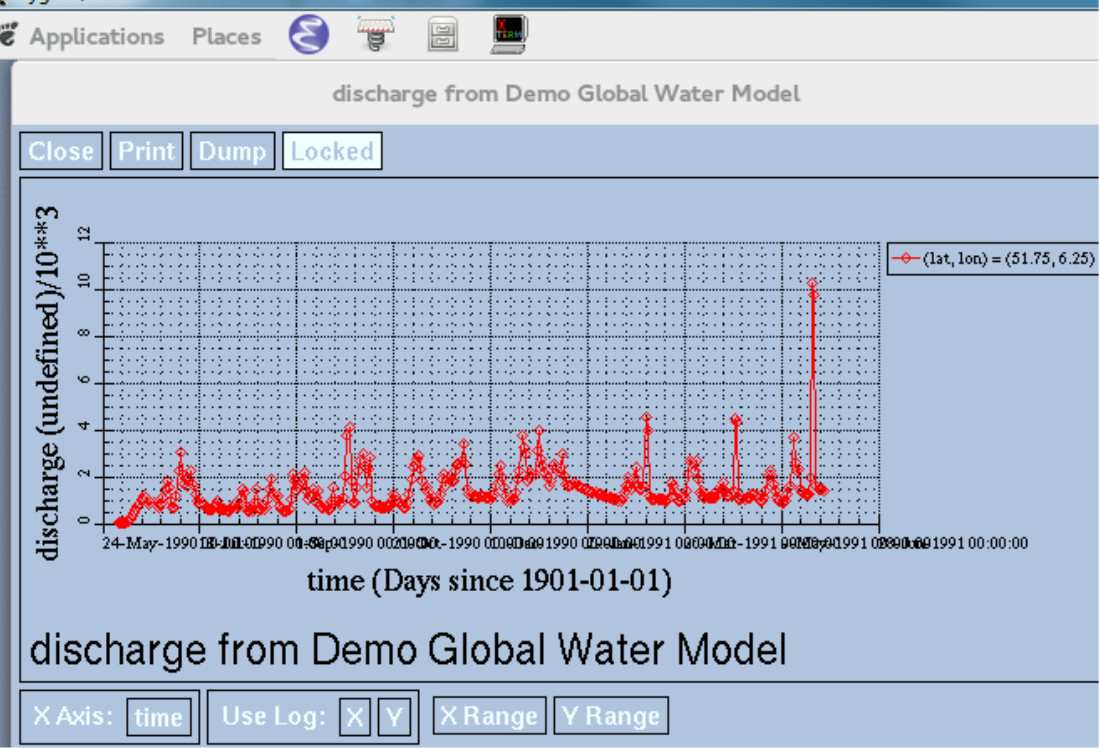 Applications Places
XTERM
discharge from Demo Global Water Model
Close Print Dump Locked
discharge (undefined)/10**3
12
10
8
6
4
2
0
(lat, lon) = (51.75, 6.25)
24-May-1990
1991 00:00:00
time (Days since 1901-01-01)
discharge from Demo Global Water Model
X Axis: time Use Log: X Y X Range Y Range